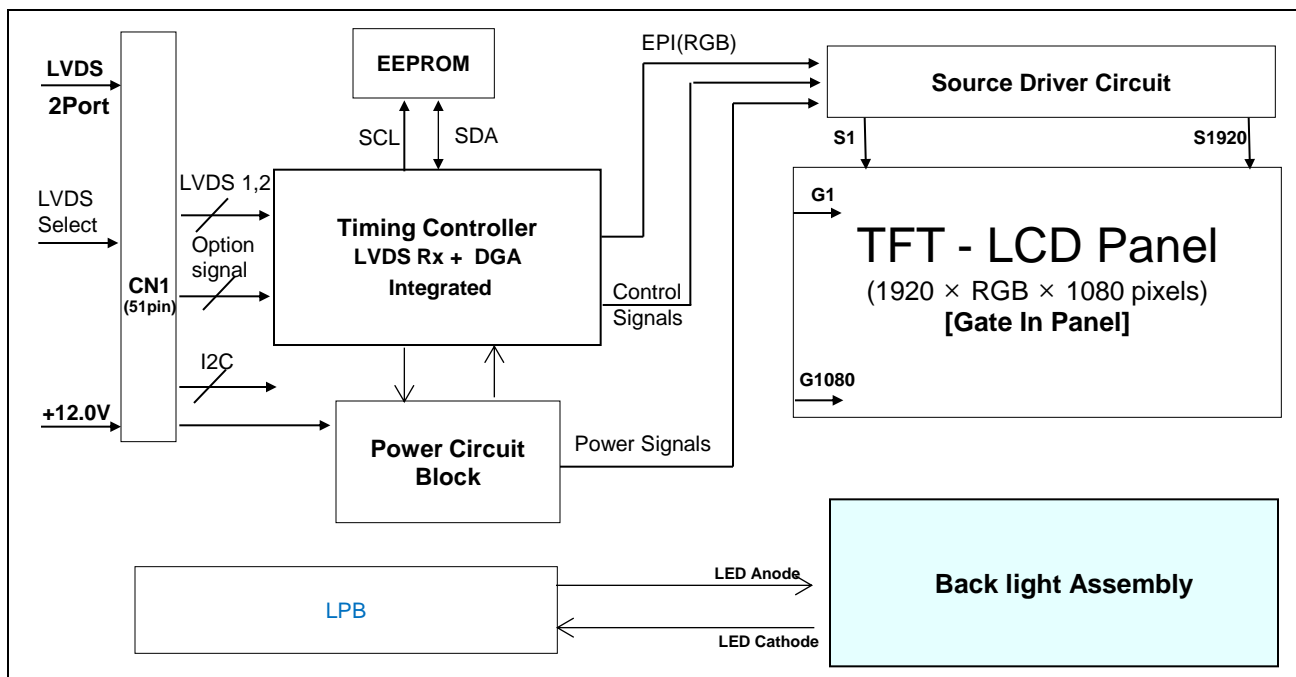 LVDS
2Port
LVDS
Select
+12.0V
CN1
(51pin)
LVDS 1,2
Option
signal
I2C
EEPROM
SCL
SDA
Timing Controller
LVDS Rx + DGA
Integrated
Power Circuit
Block
EPI(RGB)
Control
Signals
Power Signals
Source Driver Circuit
S1
S1920
G1
TFT - LCD Panel
(1920 × RGB × 1080 pixels)
[Gate In Panel]
G1080
LPB
LED Anode
LED Cathode
Back light Assembly